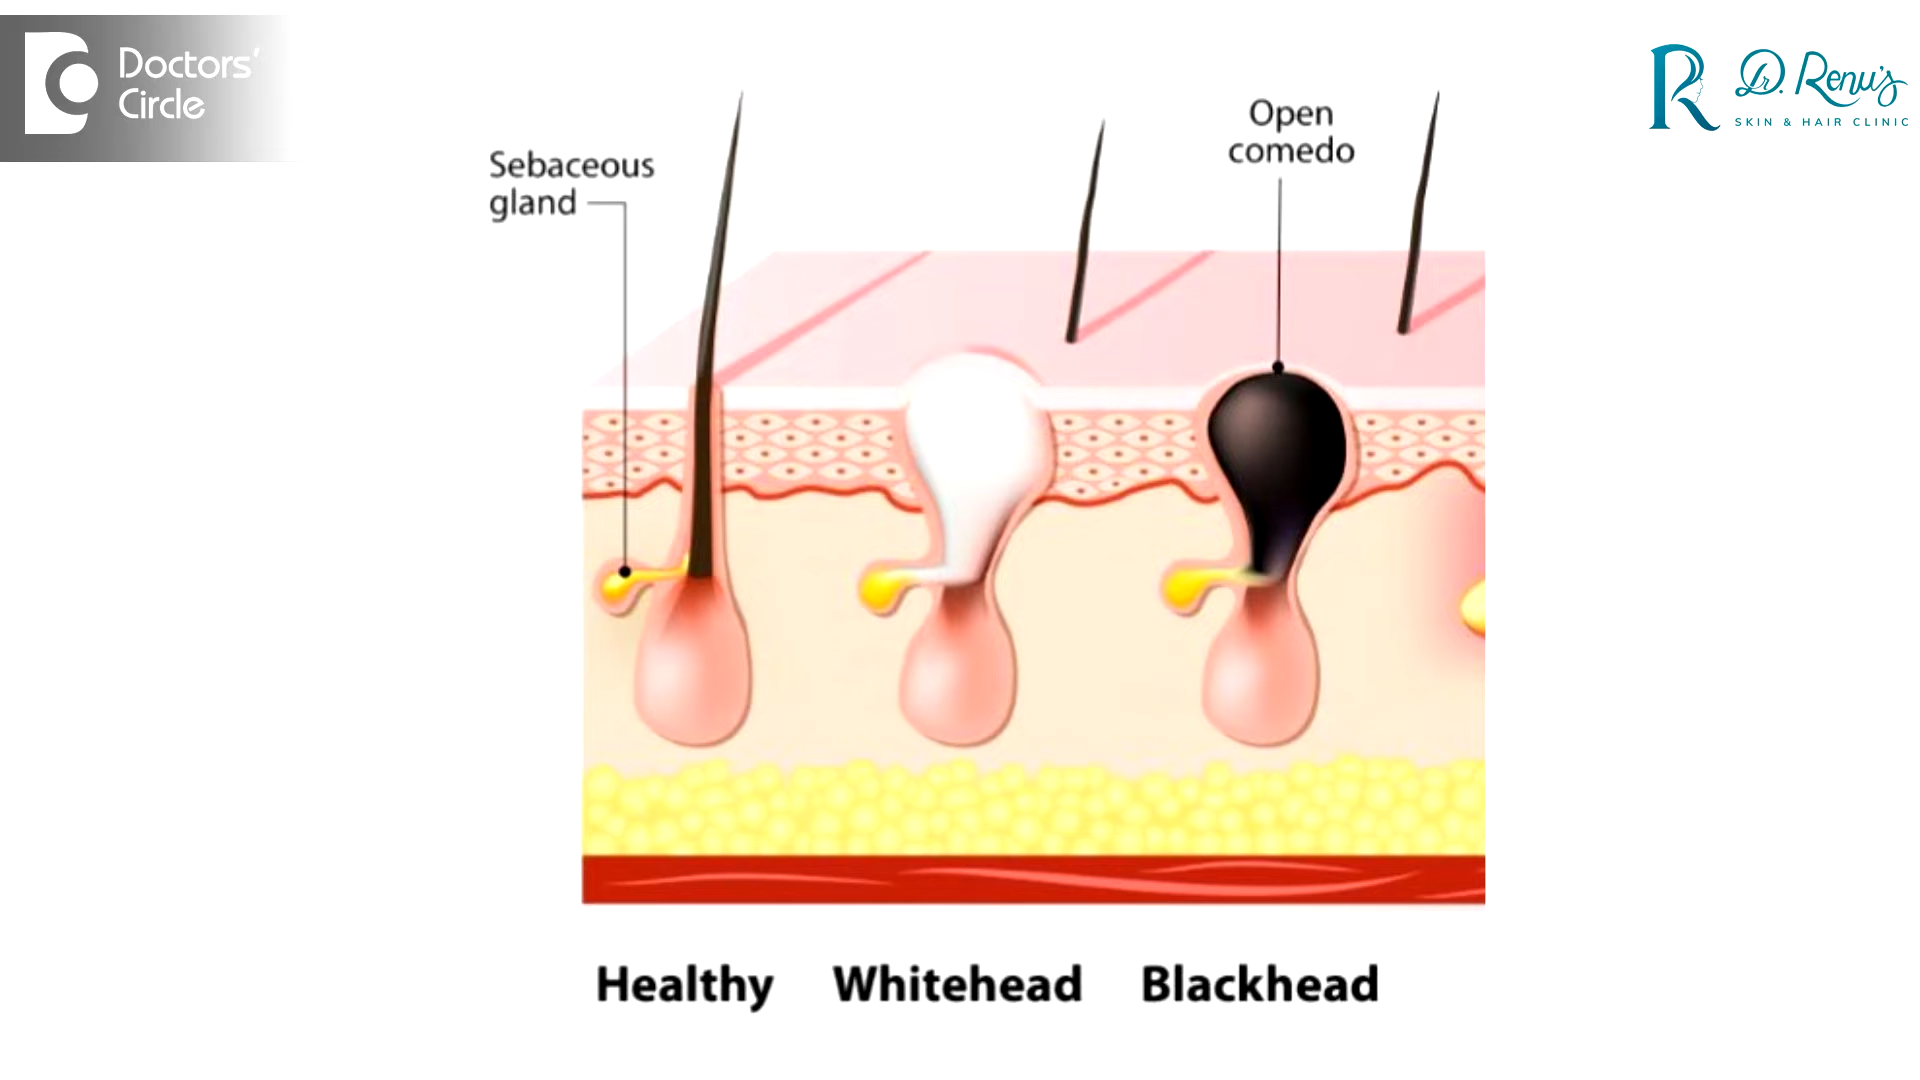 Doctors'
Circle
Dr. Renu's
SKIN & HAIR CLINIC
Open
comedo
Sebaceous
gland
Healthy Whitehead Blackhead